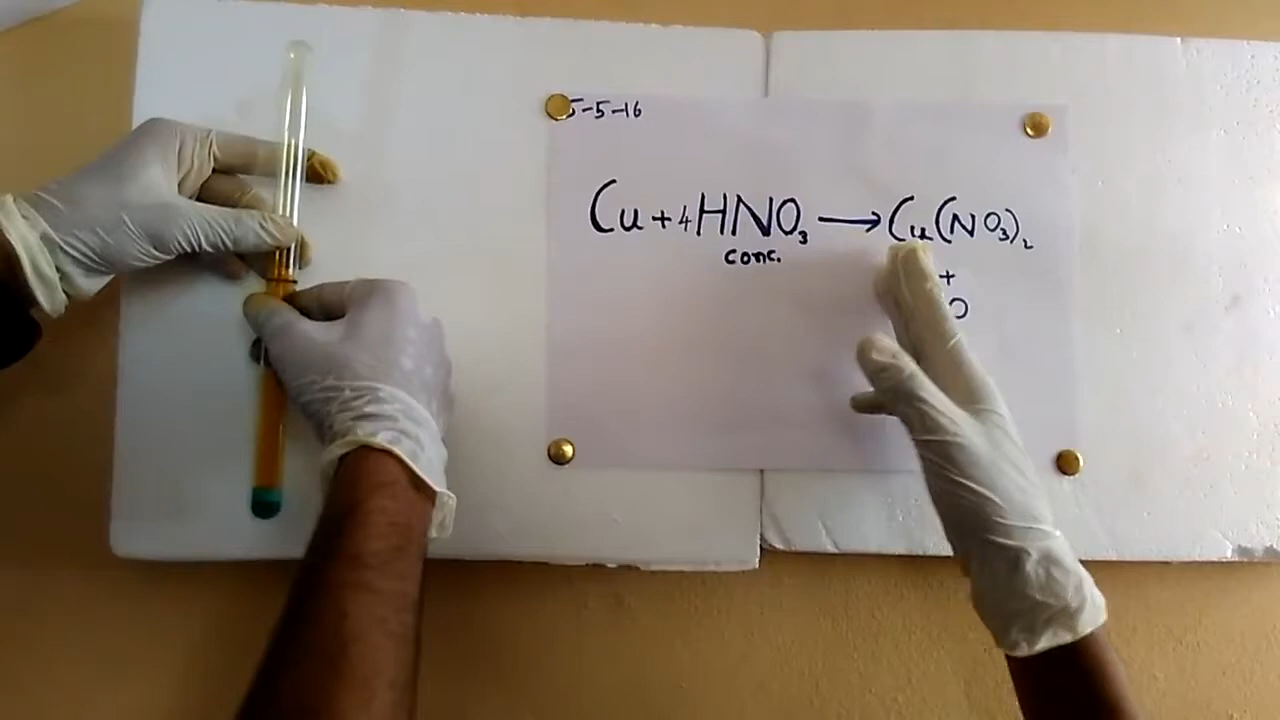 5-5-16
Cu + 4HNO₃ → Cu(NO₃)₂
conc.
+
O